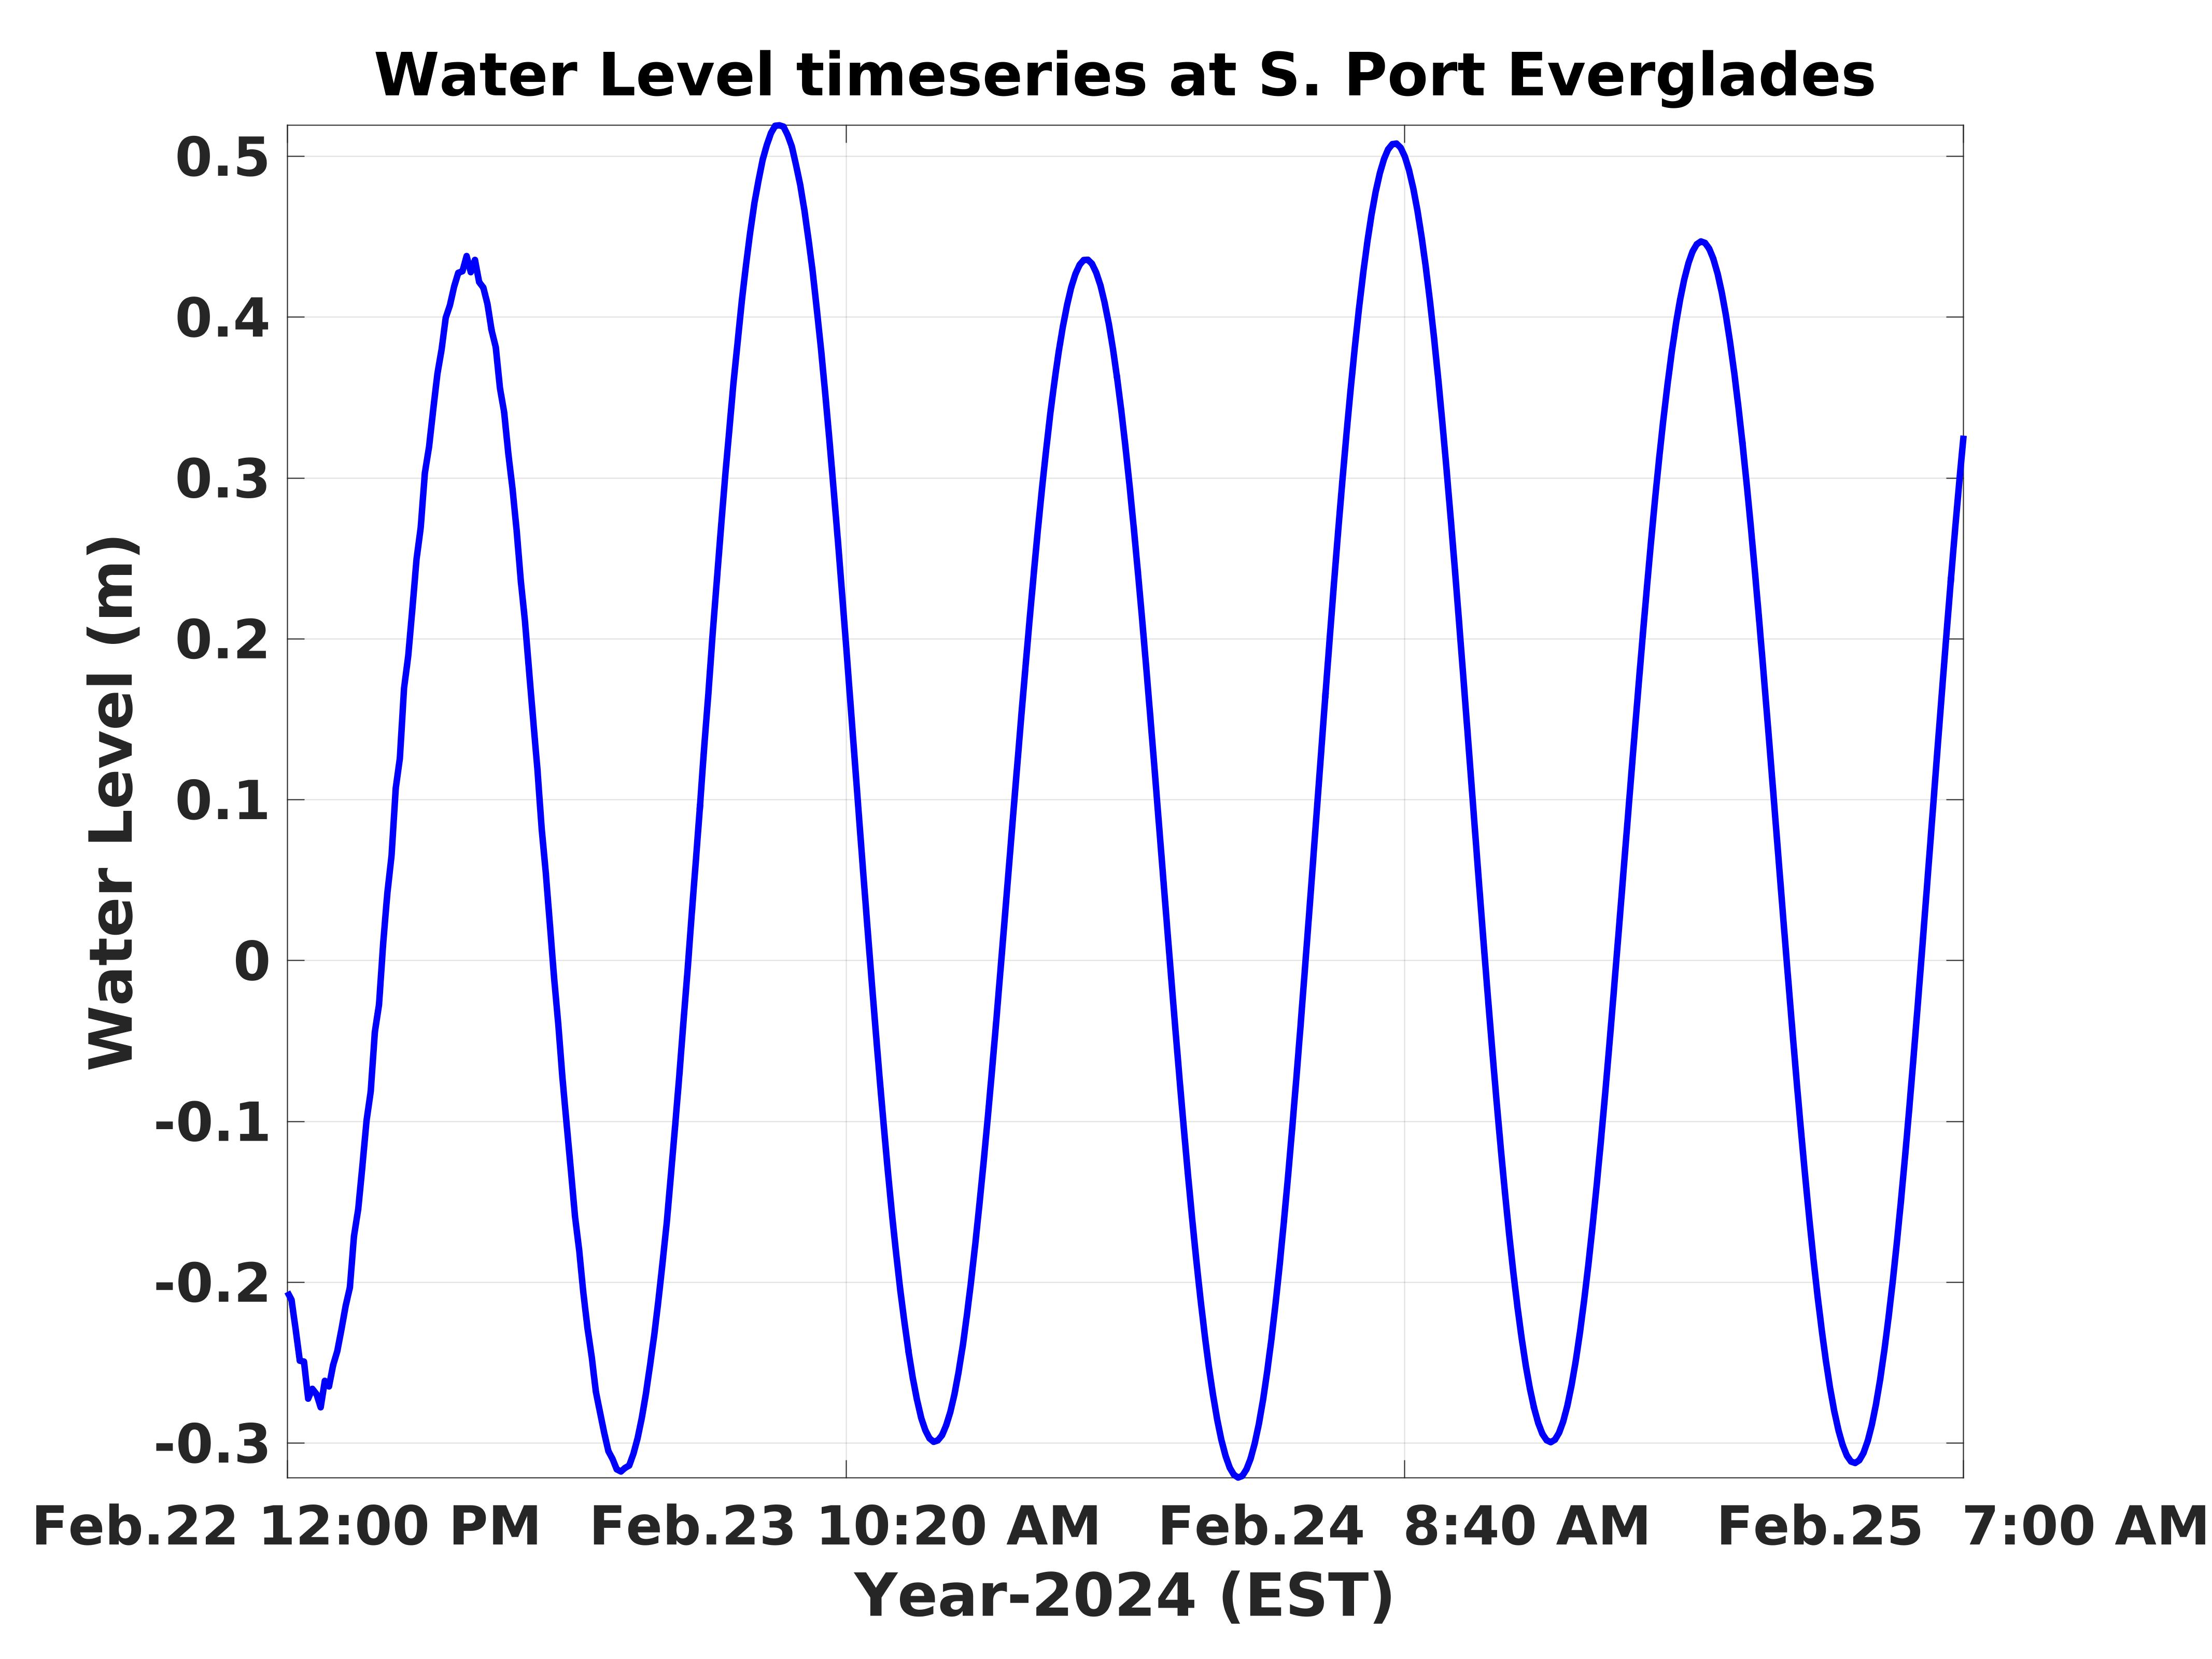 Water Level timeseries at S. Port Everglades
0.5
0.4
0.3
0.2
0.1
0
-0.1
-0.2
-0.3
Water Level (m)
Feb.22 12:00 PM Feb.23 10:20 AM Feb.24 8:40 AM Feb.25 7:00 AM
Year-2024 (EST)